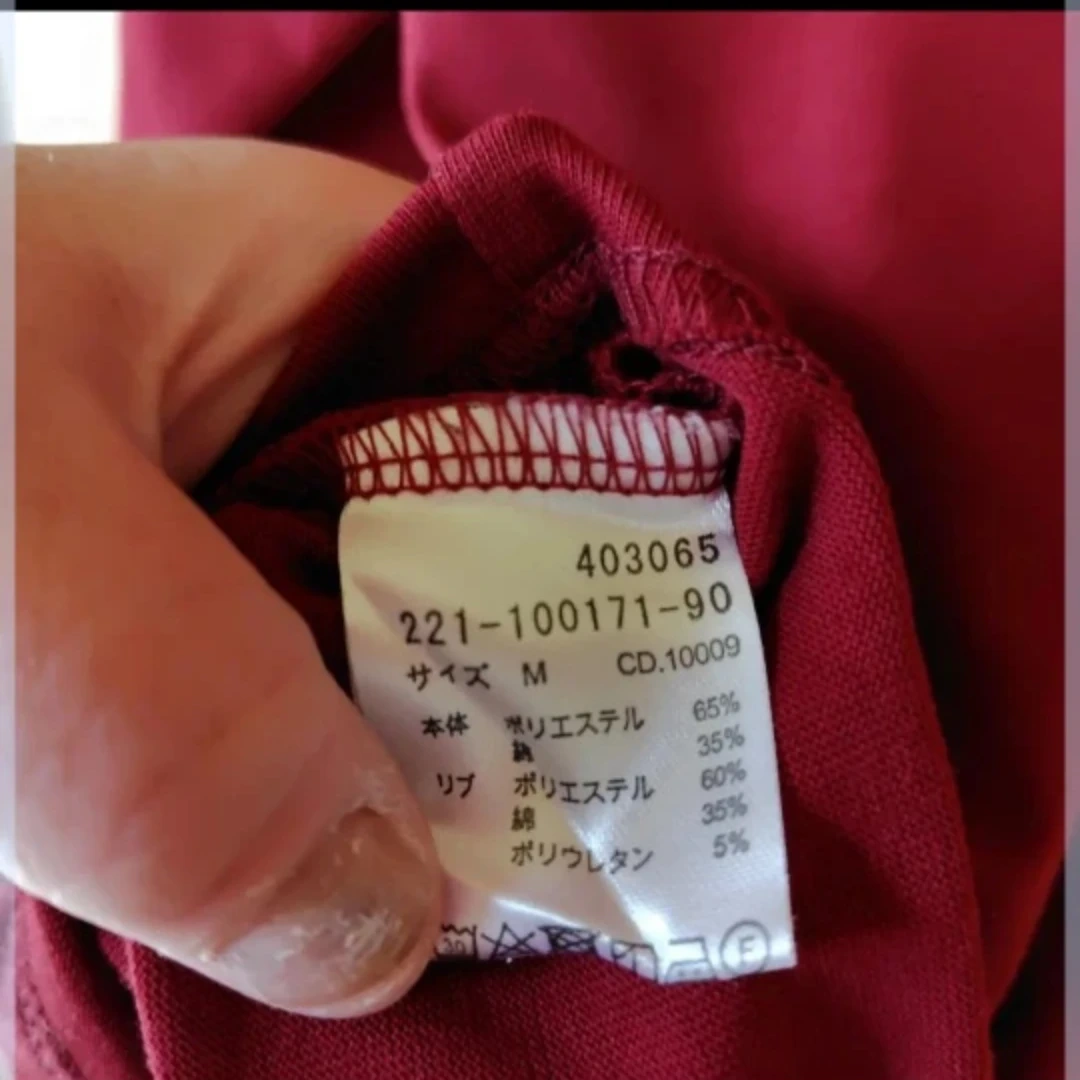 403065
221-100171-90
サイズ M CD.10009
本体 ポリエステル 65%
綿 35%
リブ ポリエステル 60%
綿 35%
ポリウレタン 5%
30
F